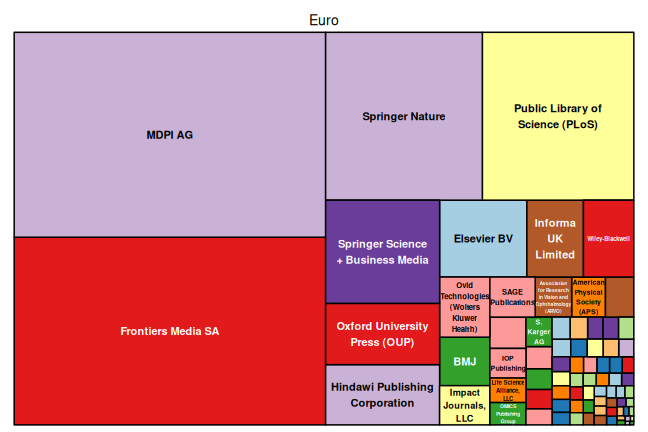 Euro
MDPI AG
Springer Nature
Public Library of
Science (PLoS)
Frontiers Media SA
Springer Science
+ Business Media
Oxford University
Press (OUP)
Hindawi Publishing
Corporation
Elsevier BV
Informa
UK
Limited
Wiley-Blackwell
Ovid
Technologies
(Wolters
Kluwer
Health)
SAGE
Publications
Association
for Research
in Vision and
Ophthalmology
(ARVO)
American
Physical
Society
(APS)
BMJ
Impact
Journals,
LLC
IOP
Publishing
Life Science
Alliance,
LLC
OMICS
Publishing
Group
S.
Karger
AG